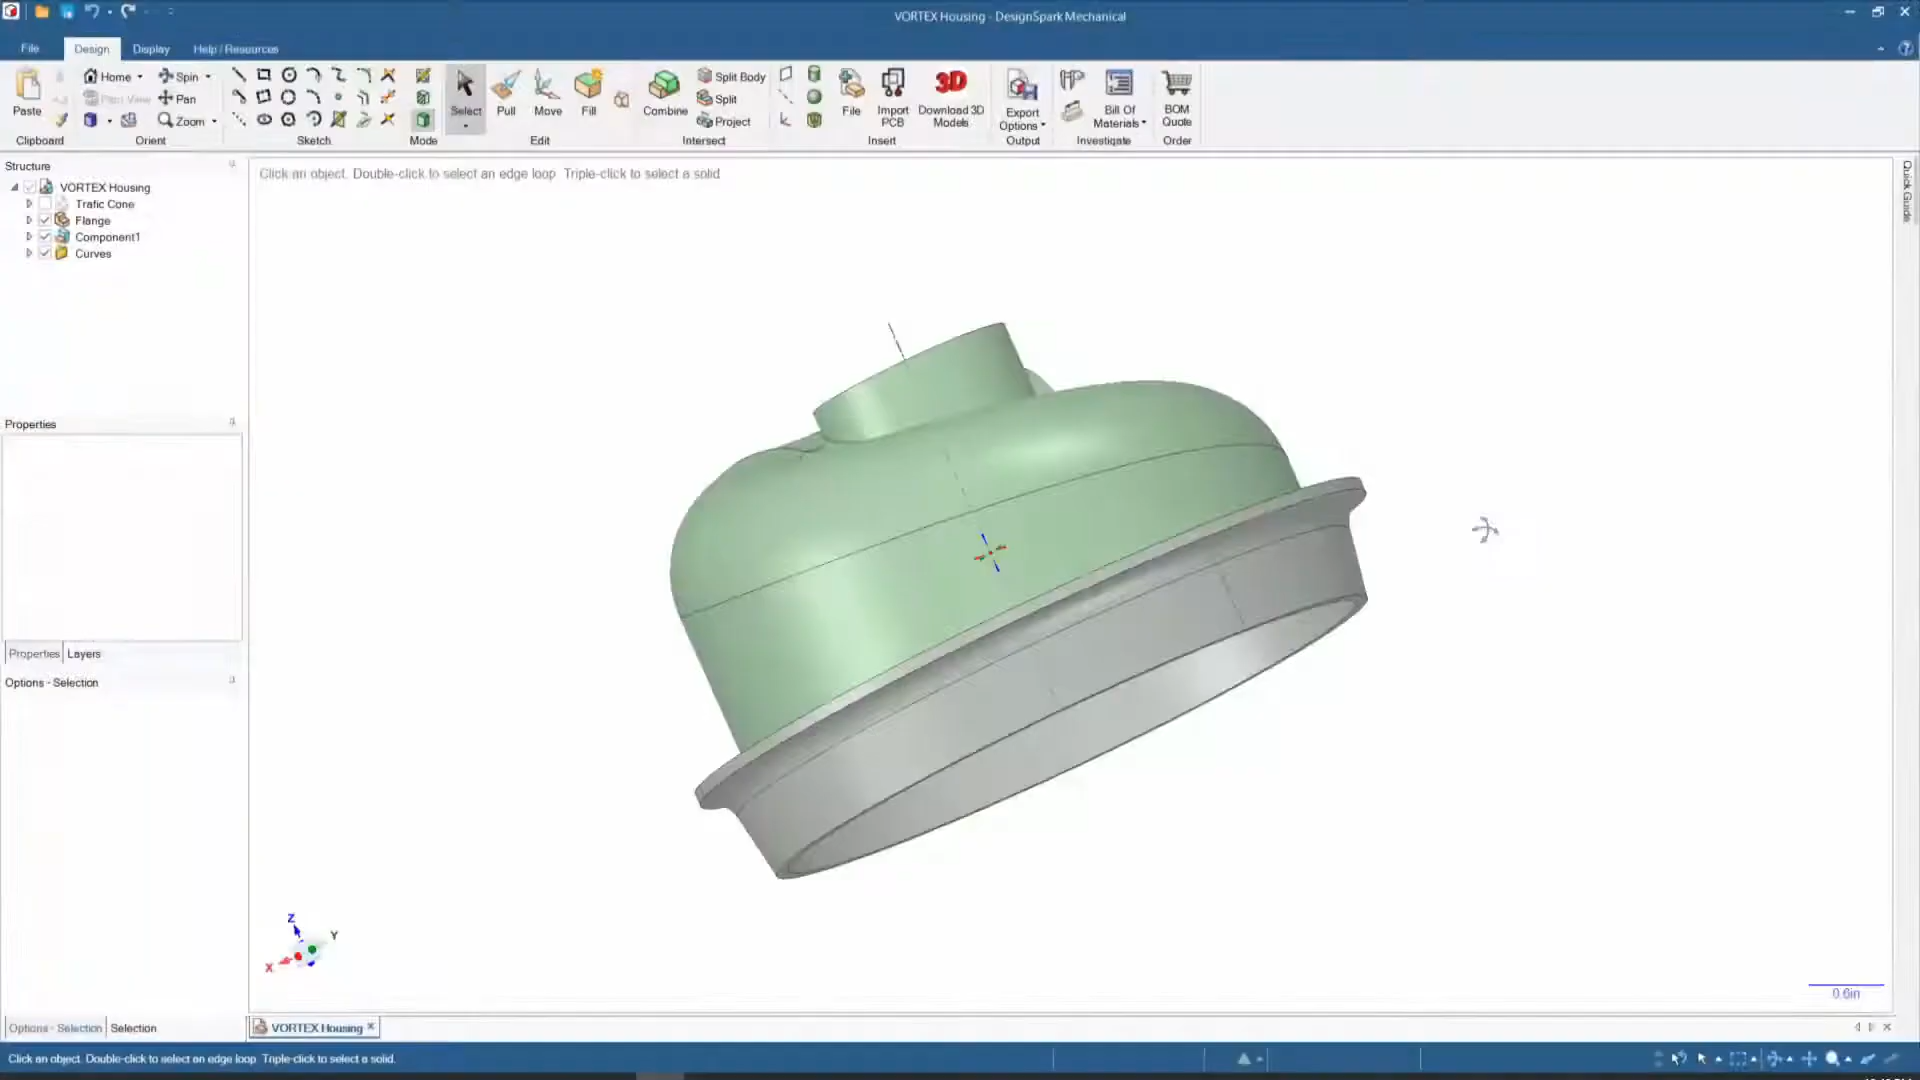 VORTEX Housing - DesignSpark Mechanical
File Design Display Help / Resources
Paste
Home
Plan View
Spin
Pan
Zoom
Select
Pull
Move
Fill
Combine
Split Body
Split
Project
File
Import PCB
3D
Download 3D Models
Export Options
Bill Of Materials
BOM Quote
Clipboard Orient Sketch Mode Edit Intersect Insert Output Investigate Order
Structure
VORTEX Housing
Trafic Cone
Flange
Component1
Curves
Click an object. Double-click to select an edge loop Triple-click to select a solid
Quick Guide
Properties
Properties Layers
Options - Selection
Z
Y
X
0.6in
Options - Selection Selection
VORTEX Housing
Click an object. Double-click to select an edge loop Triple-click to select a solid.